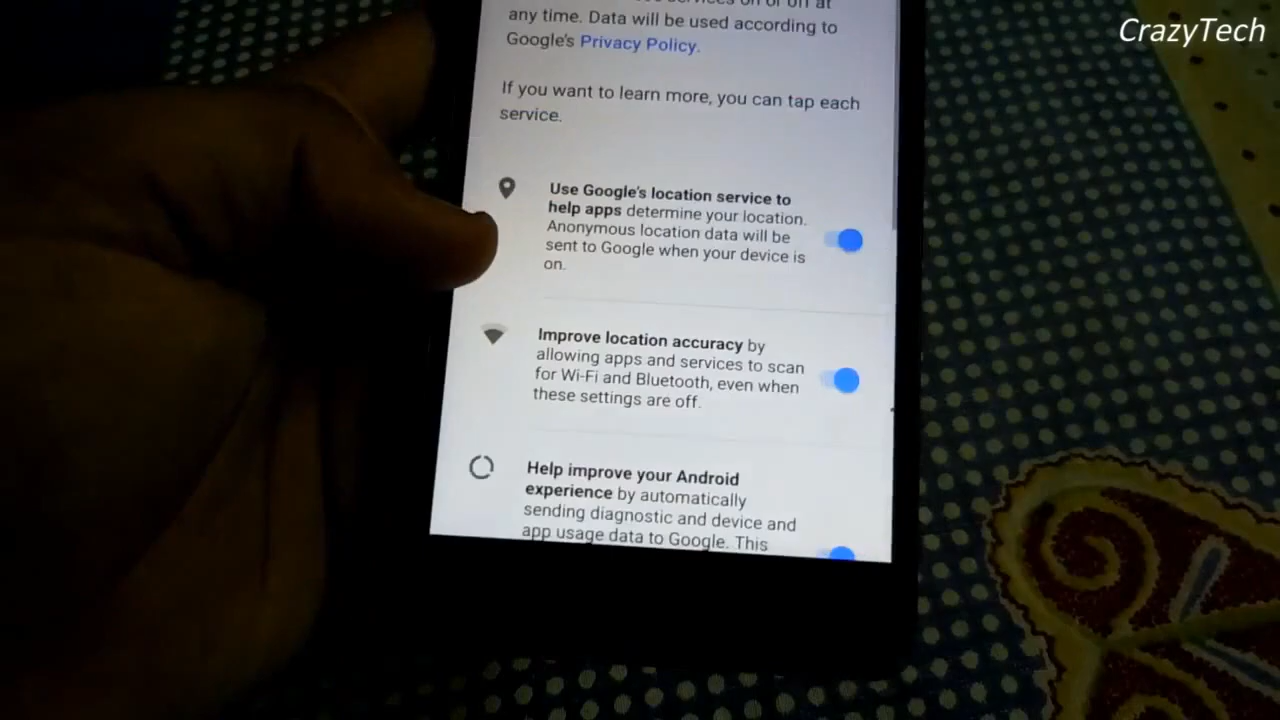 CrazyTech
any time. Data will be used according to
Google's Privacy Policy.
If you want to learn more, you can tap each
service.
Use Google's location service to
help apps determine your location.
Anonymous location data will be
sent to Google when your device is
on.
Improve location accuracy by
allowing apps and services to scan
for Wi-Fi and Bluetooth, even when
these settings are off.
Help improve your Android
experience by automatically
sending diagnostic and device and
app usage data to Google. This